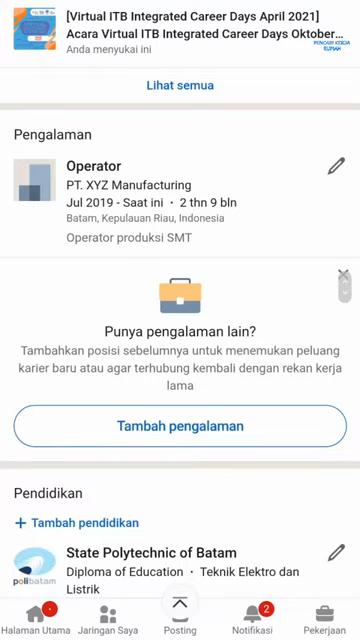 [Virtual ITB Integrated Career Days April 2021]
Acara Virtual ITB Integrated Career Days Oktober...
Anda menyukai ini
PENCARI KERJA
RUMAH
Lihat semua
Pengalaman
Operator
PT. XYZ Manufacturing
Jul 2019 - Saat ini • 2 thn 9 bln
Batam, Kepulauan Riau, Indonesia
Operator produksi SMT
Punya pengalaman lain?
Tambahkan posisi sebelumnya untuk menemukan peluang
karier baru atau agar terhubung kembali dengan rekan kerja
lama
Tambah pengalaman
Pendidikan
+ Tambah pendidikan
State Polytechnic of Batam
polibatam
Diploma of Education • Teknik Elektro dan
Listrik
2
Halaman Utama
Jaringan Saya
Posting
Notifikasi
Pekerjaan